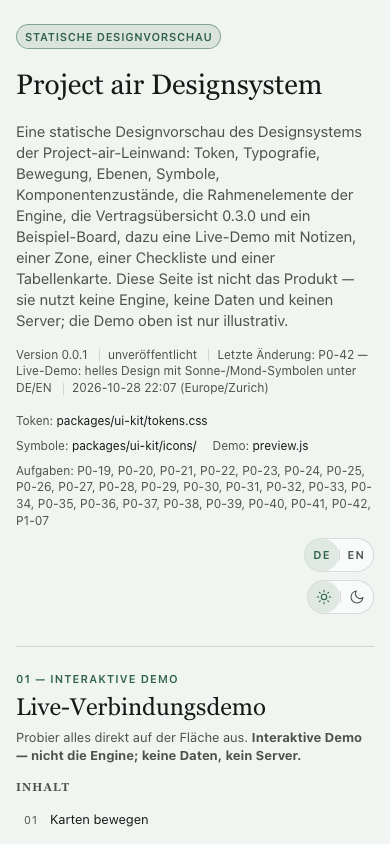 STATISCHE DESIGNVORSCHAU
Project air Designsystem
Eine statische Designvorschau des Designsystems
der Project-air-Leinwand: Token, Typografie,
Bewegung, Ebenen, Symbole,
Komponentenzustände, die Rahmenelemente der
Engine, die Vertragsübersicht 0.3.0 und ein
Beispiel-Board, dazu eine Live-Demo mit Notizen,
einer Zone, einer Checkliste und einer
Tabellenkarte. Diese Seite ist nicht das Produkt —
sie nutzt keine Engine, keine Daten und keinen
Server; die Demo oben ist nur illustrativ.
Version 0.0.1 unveröffentlicht Letzte Änderung: P0-42 —
Live-Demo: helles Design mit Sonne-/Mond-Symbolen unter
DE/EN 2026-10-28 22:07 (Europe/Zurich)
Token: packages/ui-kit/tokens.css
Symbole: packages/ui-kit/icons/ Demo: preview.js
Aufgaben: P0-19, P0-20, P0-21, P0-22, P0-23, P0-24, P0-25,
P0-26, P0-27, P0-28, P0-29, P0-30, P0-31, P0-32, P0-33, P0-
34, P0-35, P0-36, P0-37, P0-38, P0-39, P0-40, P0-41, P0-42,
P1-07
DE EN
01 — INTERAKTIVE DEMO
Live-Verbindungsdemo
Probier alles direkt auf der Fläche aus. Interaktive Demo
— nicht die Engine; keine Daten, kein Server.
INHALT
01 Karten bewegen